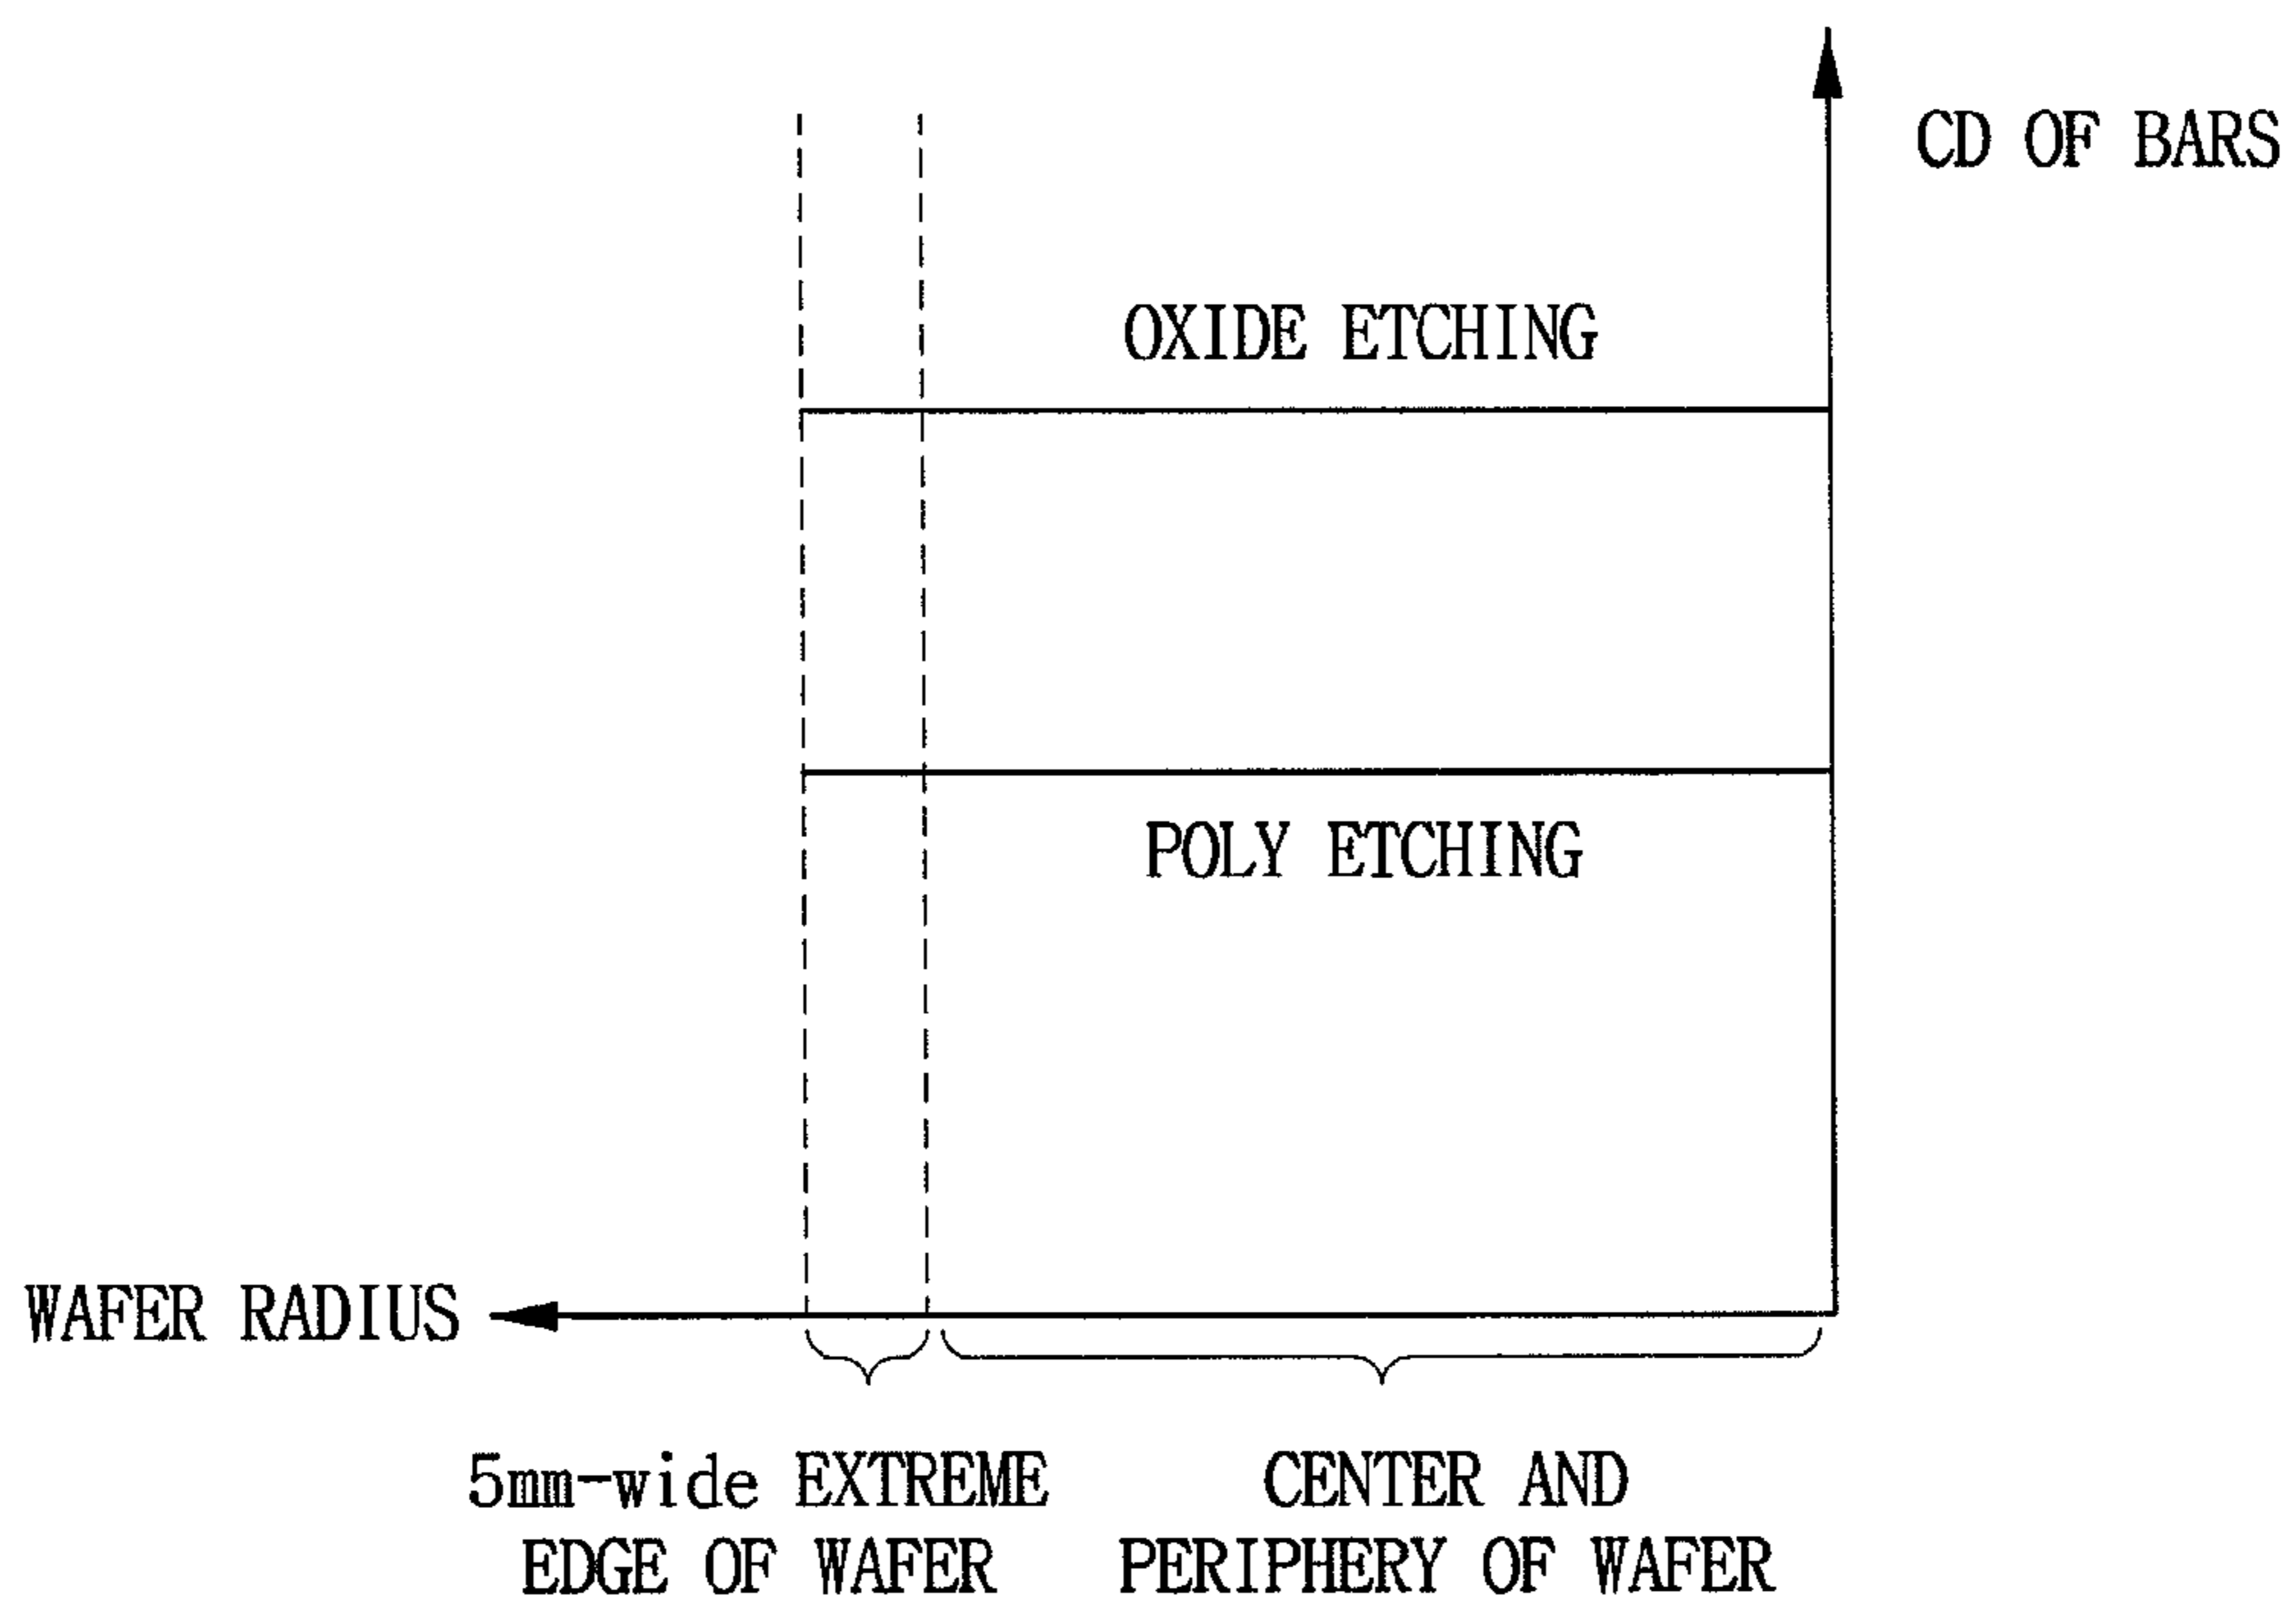 CD OF BARS
OXIDE ETCHING
POLY ETCHING
WAFER RADIUS
5mm-wide EXTREME
EDGE OF WAFER
CENTER AND
PERIPHERY OF WAFER